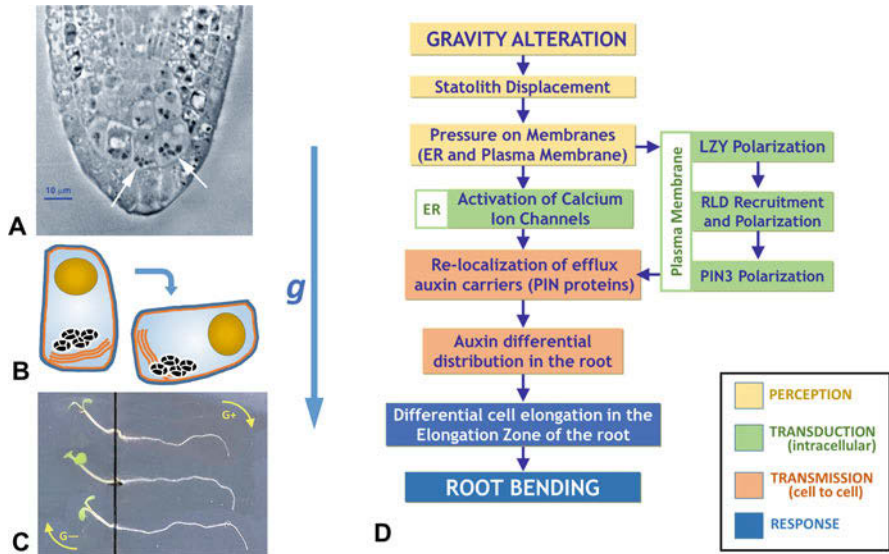 10 µm
A
B
g
G+
G—
C
GRAVITY ALTERATION
Statolith Displacement
Pressure on Membranes
(ER and Plasma Membrane)
ER
Activation of Calcium
Ion Channels
Plasma Membrane
LZY Polarization
RLD Recruitment
and Polarization
PIN3 Polarization
Re-localization of efflux
auxin carriers (PIN proteins)
Auxin differential
distribution in the root
Differential cell elongation in the
Elongation Zone of the root
ROOT BENDING
D
PERCEPTION
TRANSDUCTION
(intracellular)
TRANSMISSION
(cell to cell)
RESPONSE